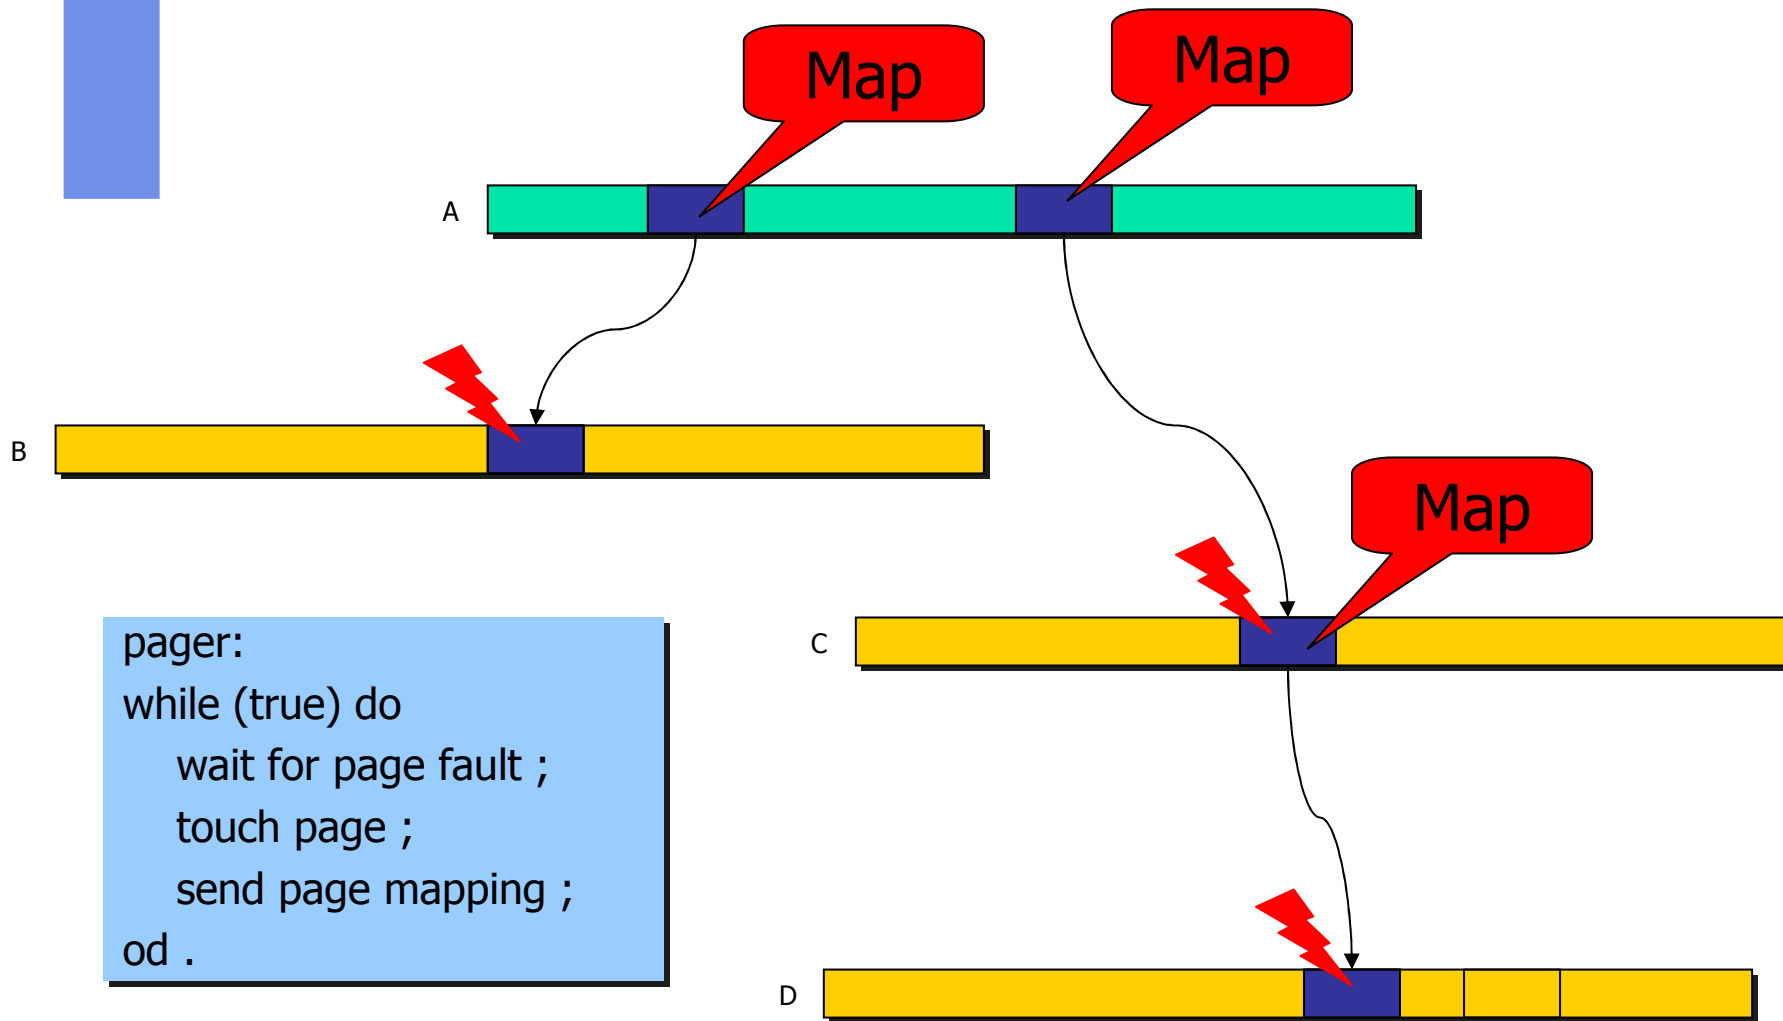 Map
Map
A
B
Map
C
pager:
while (true) do
wait for page fault ;
touch page ;
send page mapping ;
od .
D